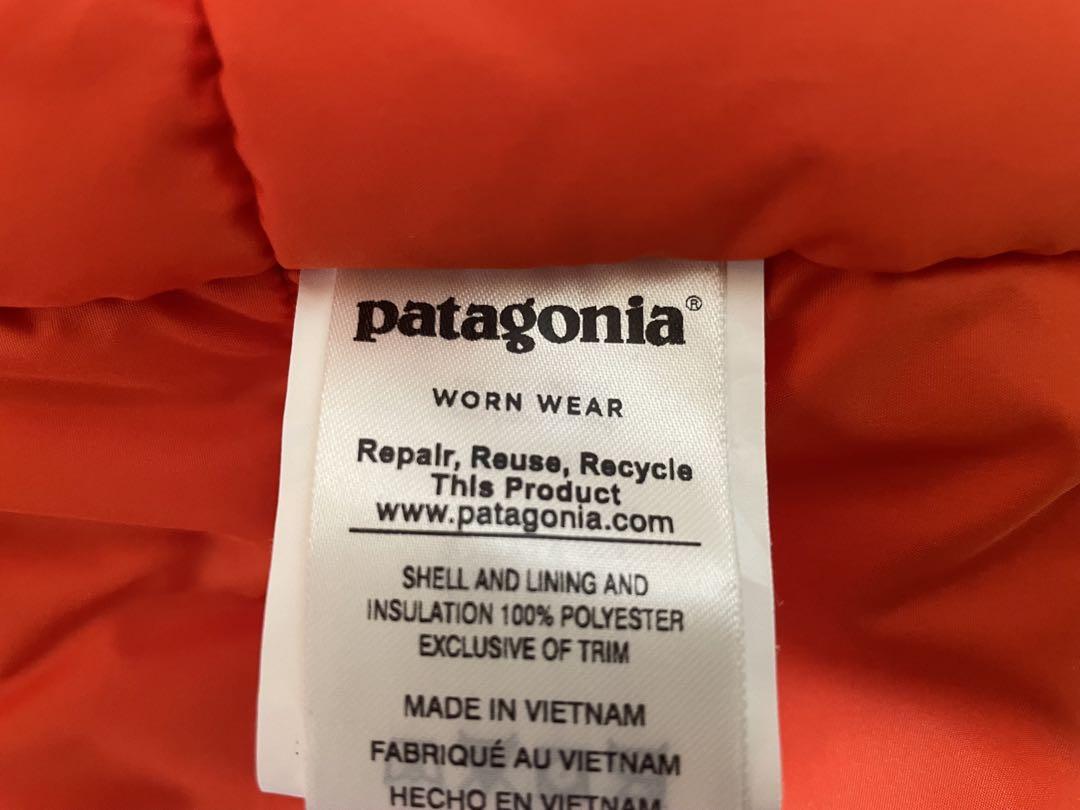 patagonia®
WORN WEAR
Repair, Reuse, Recycle
This Product
www.patagonia.com
SHELL AND LINING AND
INSULATION 100% POLYESTER
EXCLUSIVE OF TRIM
MADE IN VIETNAM
FABRIQUÉ AU VIETNAM
HECHO EN VIETNAM